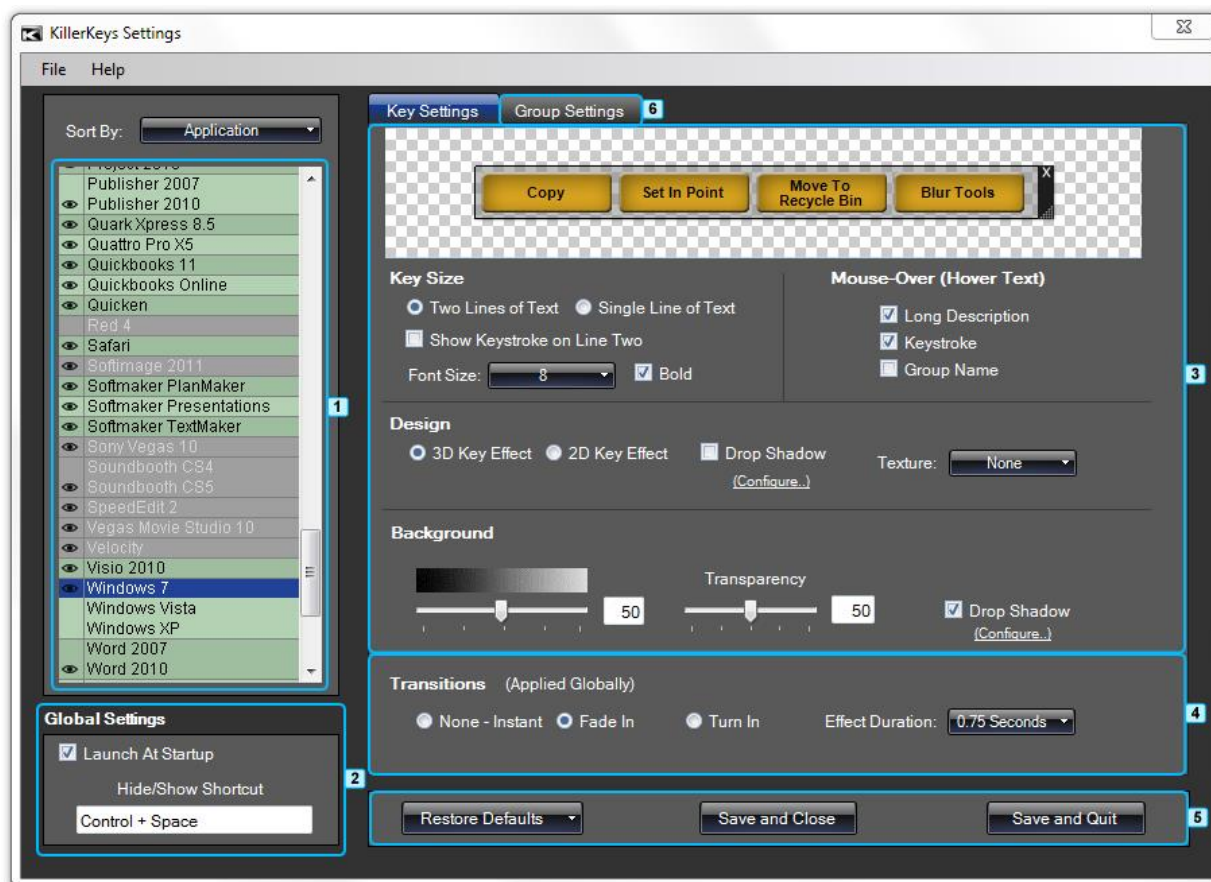 KillerKeys Settings
File Help
Sort By: Application
Project 2010
Publisher 2007
Publisher 2010
Quark Xpress 8.5
Quattro Pro X5
Quickbooks 11
Quickbooks Online
Quicken
Red 4
Safari
Softimage 2011
Softmaker PlanMaker
Softmaker Presentations
Softmaker TextMaker
Sony Vegas 10
Soundbooth CS4
Soundbooth CS5
SpeedEdit 2
Vegas Movie Studio 10
Velocity
Visio 2010
Windows 7
Windows Vista
Windows XP
Word 2007
Word 2010
1
Global Settings
Launch At Startup
Hide/Show Shortcut
Control + Space
2
Key Settings Group Settings 6
Copy Set In Point Move To Recycle Bin Blur Tools X
Key Size
Two Lines of Text Single Line of Text
Show Keystroke on Line Two
Font Size: 8 Bold
Mouse-Over (Hover Text)
Long Description
Keystroke
Group Name
3
Design
3D Key Effect 2D Key Effect Drop Shadow
(Configure..)
Texture: None
Background
50
Transparency
50
Drop Shadow
(Configure..)
Transitions (Applied Globally)
None - Instant Fade In Turn In Effect Duration: 0.75 Seconds
4
Restore Defaults Save and Close Save and Quit
5